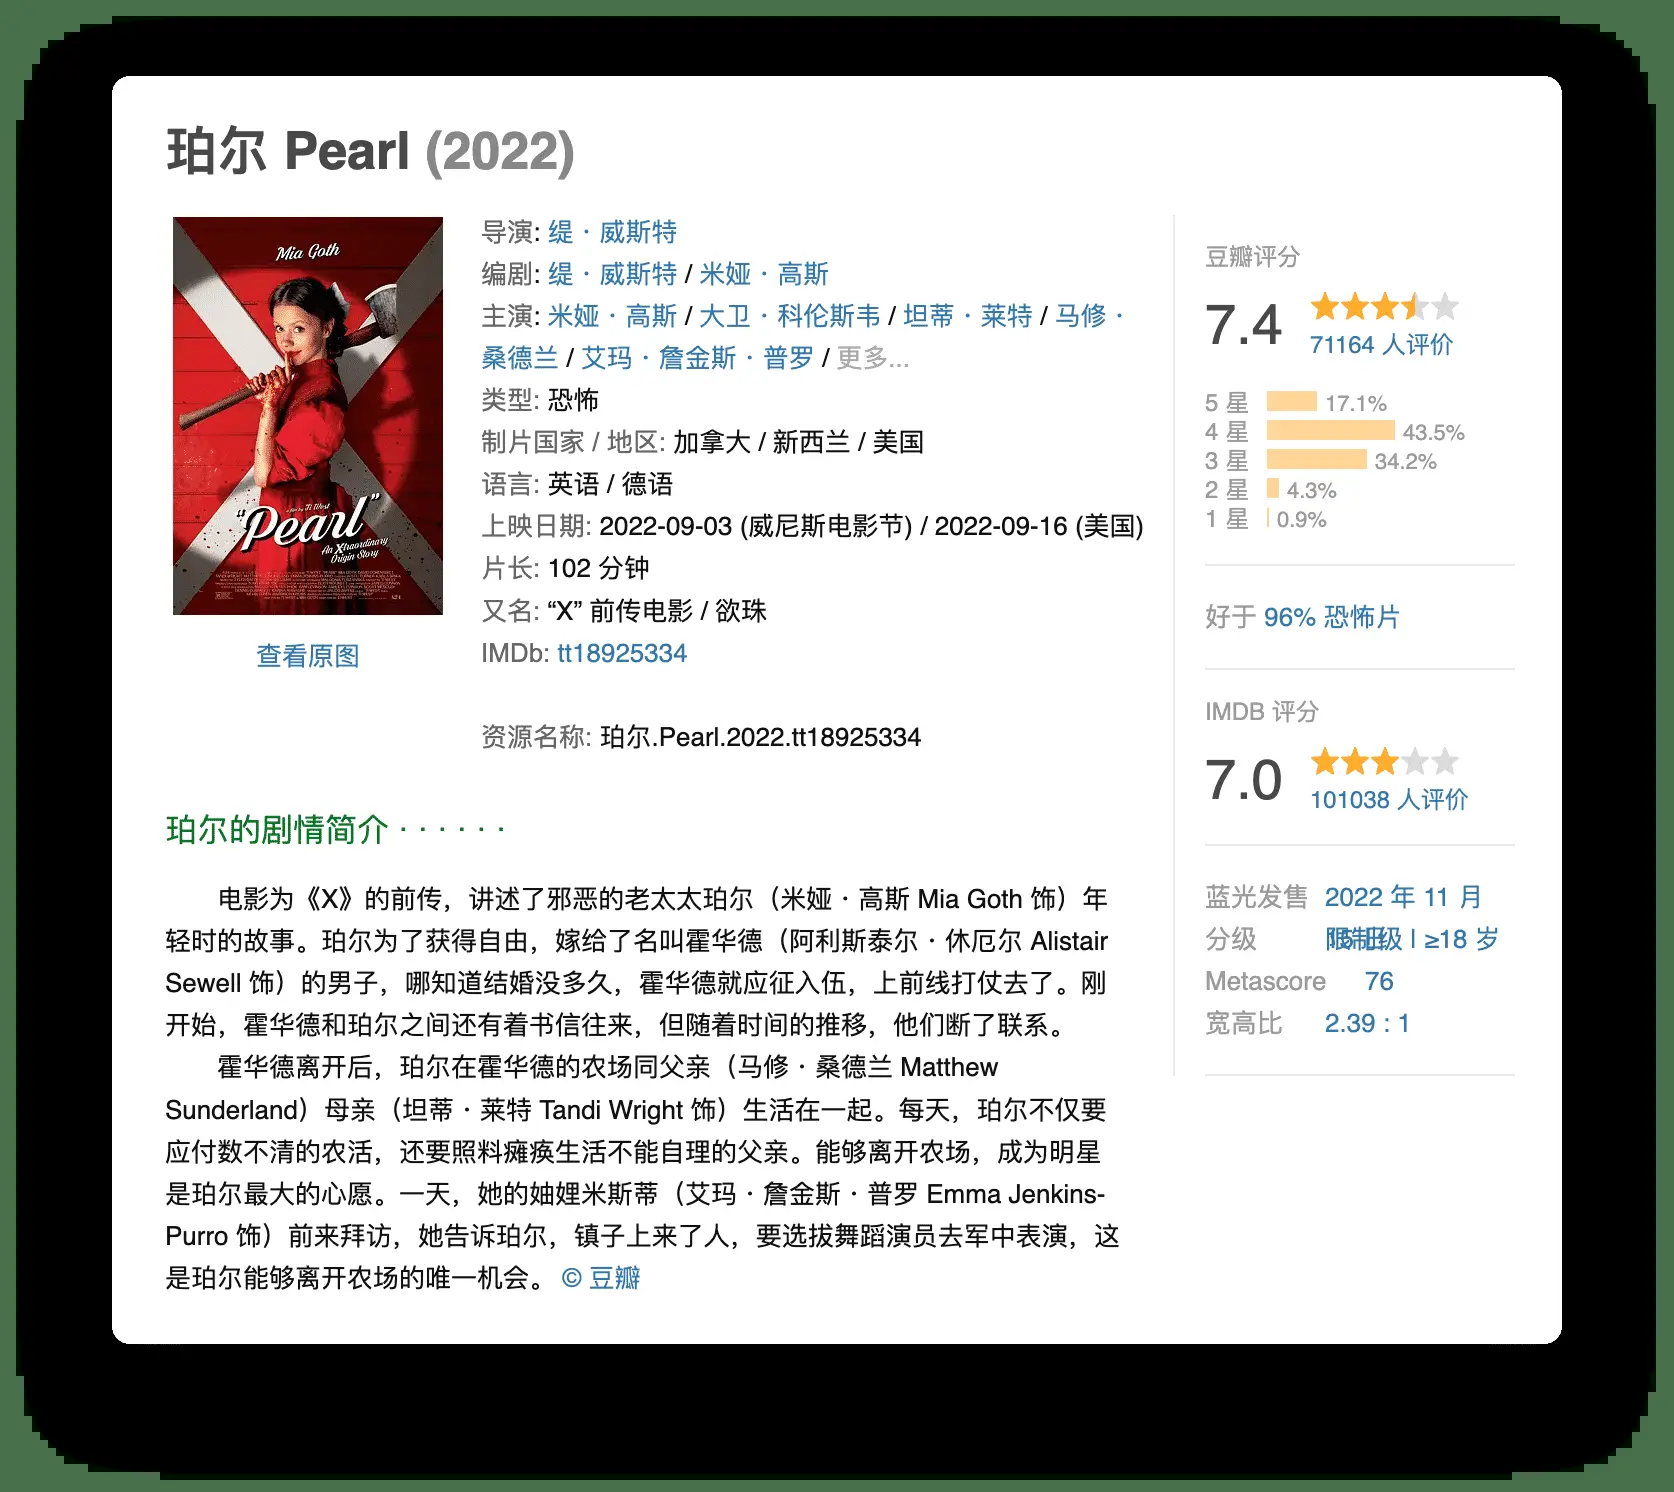 珀尔 Pearl (2022)
Mia Goth
a film by Ti West
"Pearl"
An Xtraordinary
Origin Story
查看原图
导演: 缇 · 威斯特
编剧: 缇 · 威斯特 / 米娅 · 高斯
主演: 米娅 · 高斯 / 大卫 · 科伦斯韦 / 坦蒂 · 莱特 / 马修 ·
桑德兰 / 艾玛 · 詹金斯 · 普罗 / 更多...
类型: 恐怖
制片国家 / 地区: 加拿大 / 新西兰 / 美国
语言: 英语 / 德语
上映日期: 2022-09-03 (威尼斯电影节) / 2022-09-16 (美国)
片长: 102 分钟
又名: “X” 前传电影 / 欲珠
IMDb: tt18925334
资源名称: 珀尔.Pearl.2022.tt18925334
豆瓣评分
7.4
71164 人评价
5 星 17.1%
4 星 43.5%
3 星 34.2%
2 星 4.3%
1 星 0.9%
好于 96% 恐怖片
IMDB 评分
7.0
101038 人评价
蓝光发售 2022 年 11 月
分级 级 | ≥18 岁
Metascore 76
宽高比 2.39 : 1
珀尔的剧情简介 · · · · · ·
电影为《X》的前传，讲述了邪恶的老太太珀尔（米娅 · 高斯 Mia Goth 饰）年
轻时的故事。珀尔为了获得自由，嫁给了名叫霍华德（阿利斯泰尔 · 休厄尔 Alistair
Sewell 饰）的男子，哪知道结婚没多久，霍华德就应征入伍，上前线打仗去了。刚
开始，霍华德和珀尔之间还有着书信往来，但随着时间的推移，他们断了联系。
霍华德离开后，珀尔在霍华德的农场同父亲（马修 · 桑德兰 Matthew
Sunderland）母亲（坦蒂 · 莱特 Tandi Wright 饰）生活在一起。每天，珀尔不仅要
应付数不清的农活，还要照料瘫痪生活不能自理的父亲。能够离开农场，成为明星
是珀尔最大的心愿。一天，她的妯娌米斯蒂（艾玛 · 詹金斯 · 普罗 Emma Jenkins-
Purro 饰）前来拜访，她告诉珀尔，镇子上来了人，要选拔舞蹈演员去军中表演，这
是珀尔能够离开农场的唯一机会。 © 豆瓣